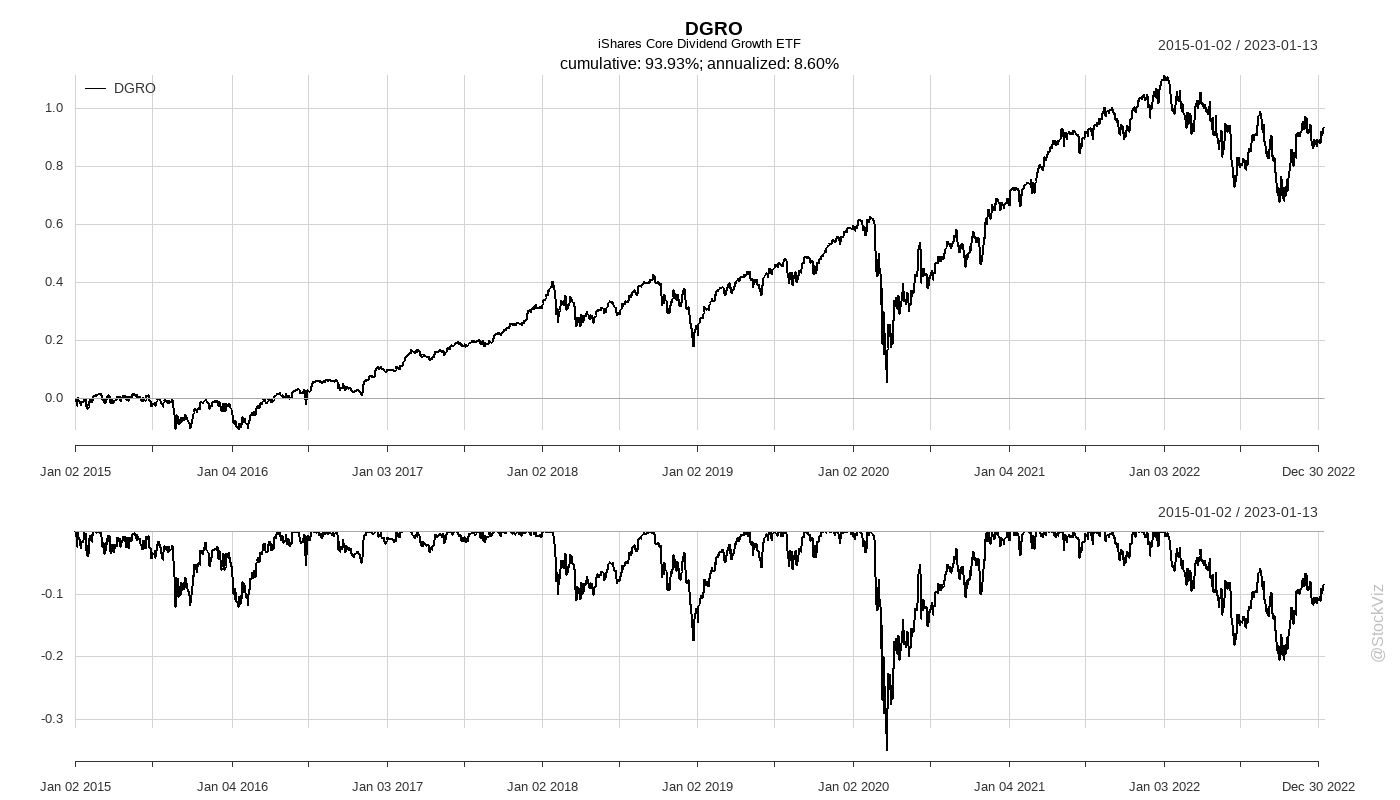 DGRO
iShares Core Dividend Growth ETF
2015-01-02 / 2023-01-13
cumulative: 93.93%; annualized: 8.60%
DGRO
1.0
0.8
0.6
0.4
0.2
0.0
Jan 02 2015 Jan 04 2016 Jan 03 2017 Jan 02 2018 Jan 02 2019 Jan 02 2020 Jan 04 2021 Jan 03 2022 Dec 30 2022
2015-01-02 / 2023-01-13
-0.1
-0.2
-0.3
@StockViz
Jan 02 2015 Jan 04 2016 Jan 03 2017 Jan 02 2018 Jan 02 2019 Jan 02 2020 Jan 04 2021 Jan 03 2022 Dec 30 2022